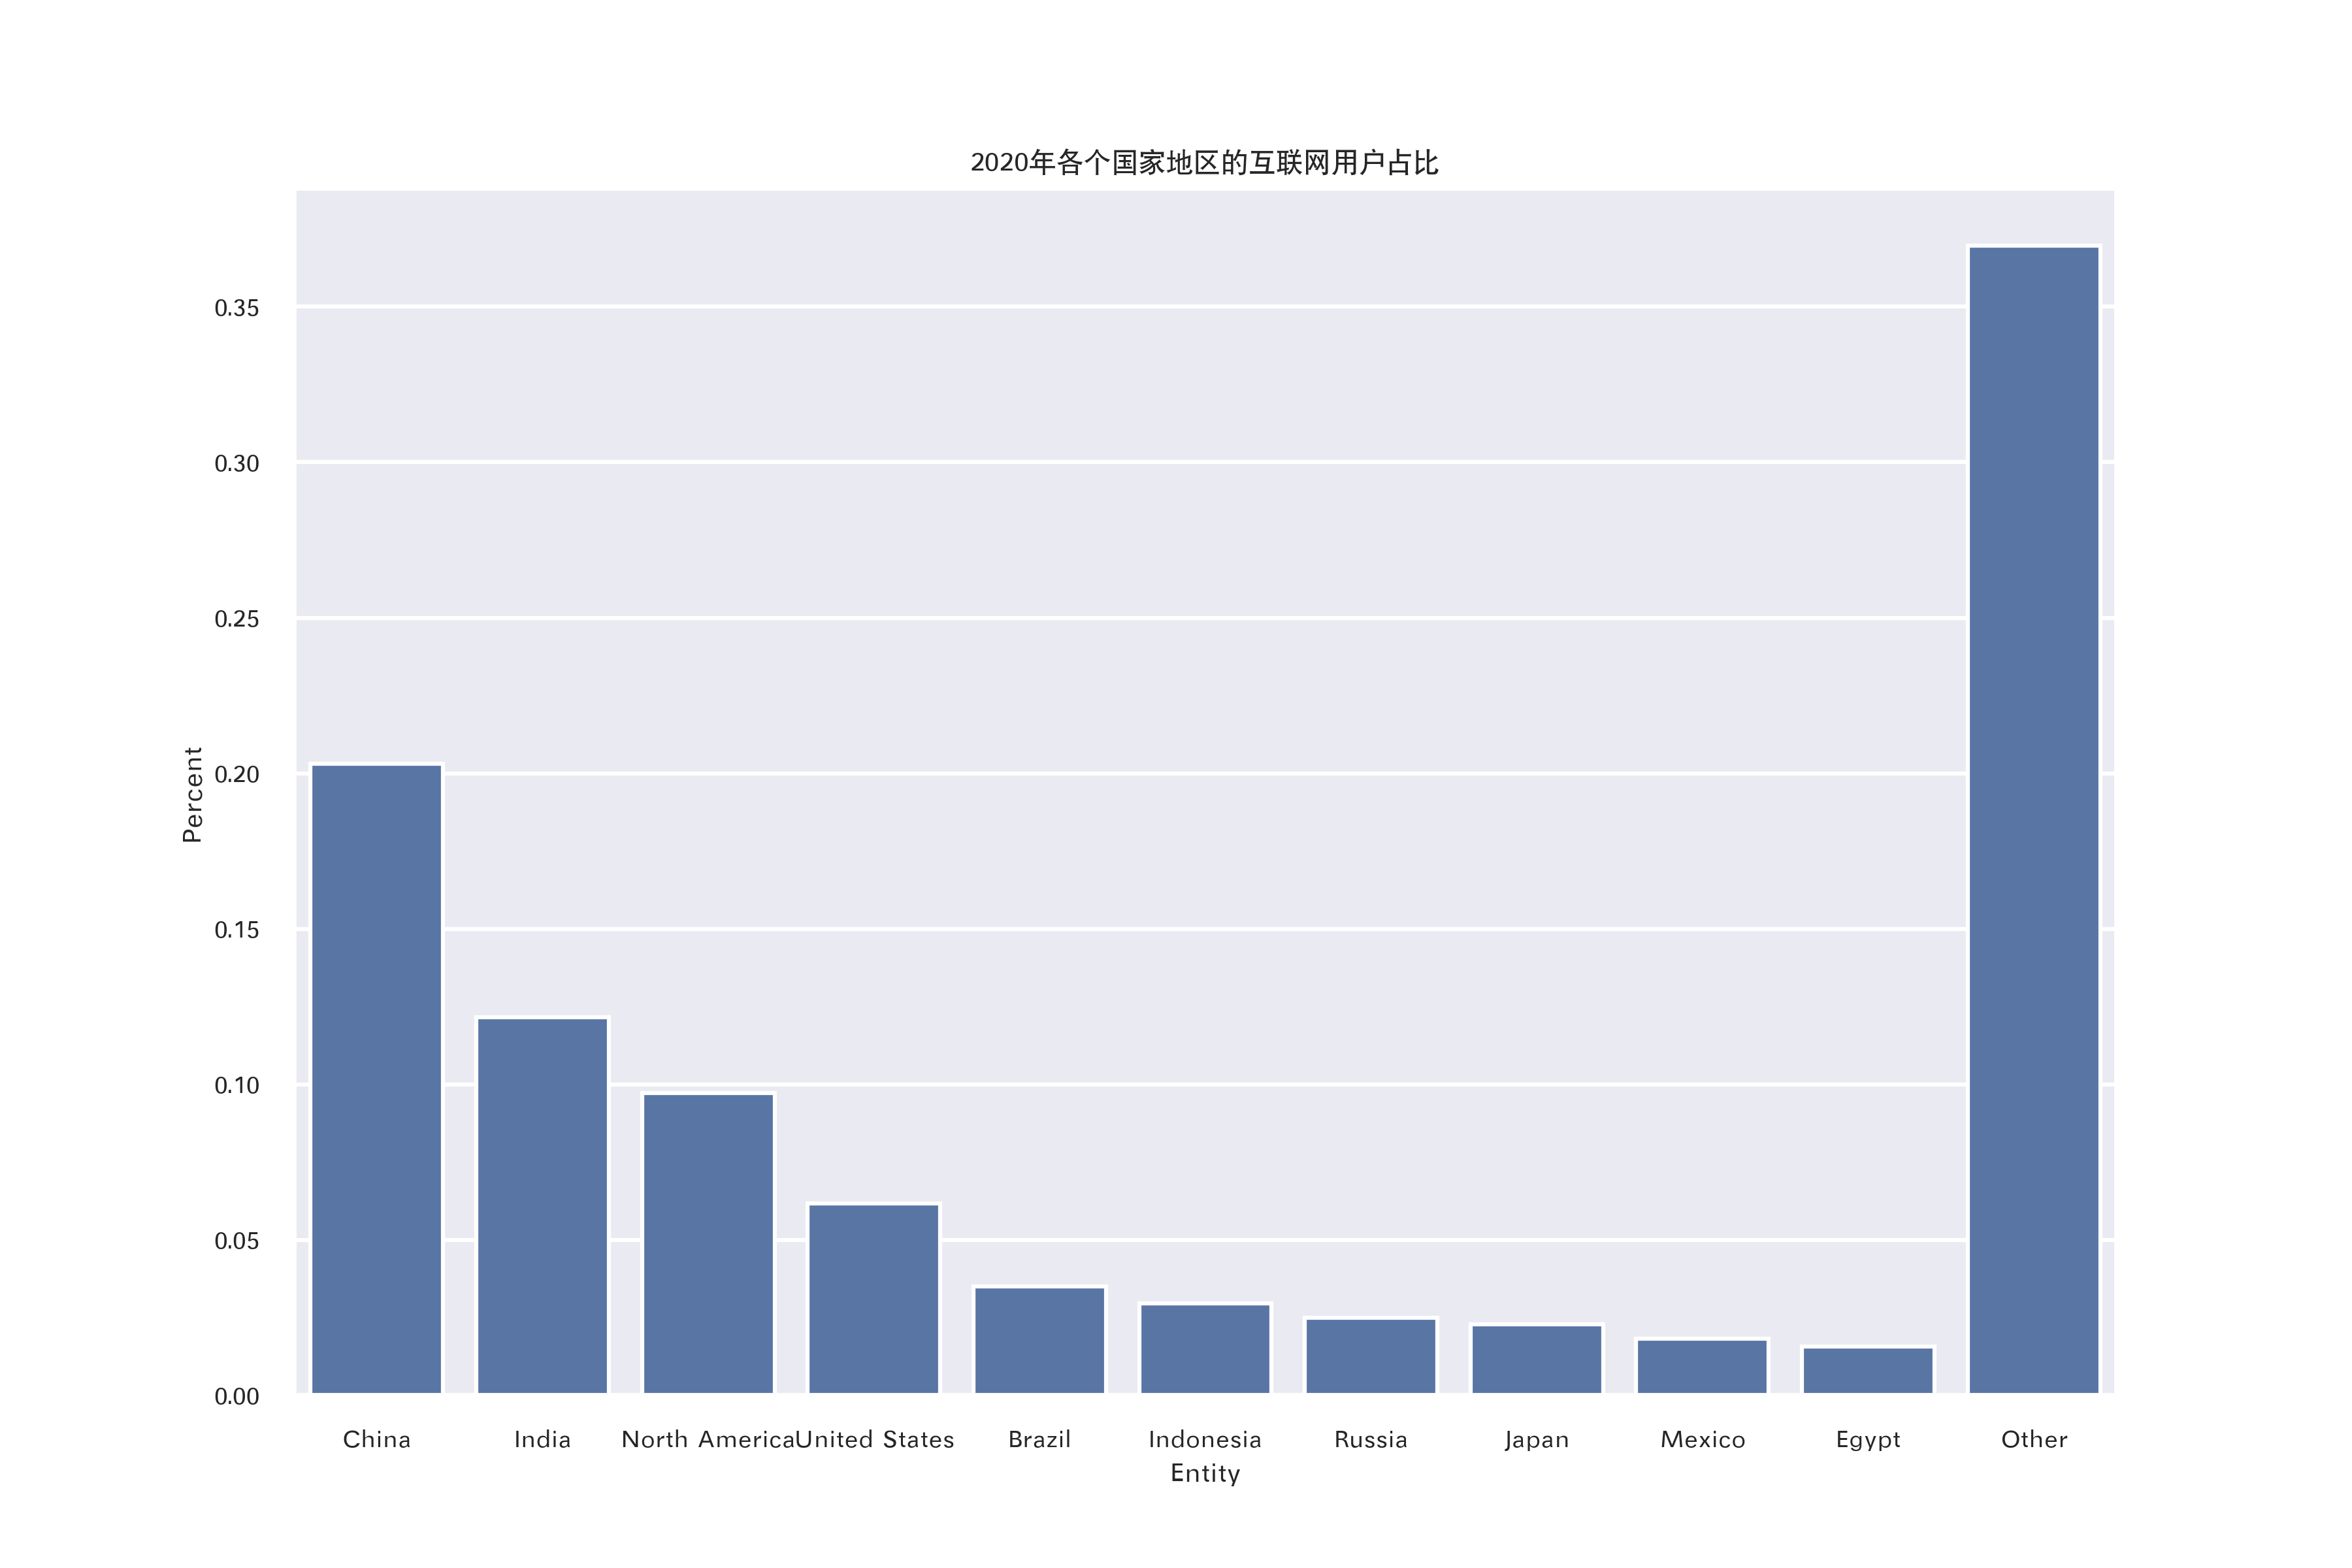 2020年各个国家地区的互联网用户占比
Percent
0.35
0.30
0.25
0.20
0.15
0.10
0.05
0.00
China India North America United States Brazil Indonesia Russia Japan Mexico Egypt Other
Entity